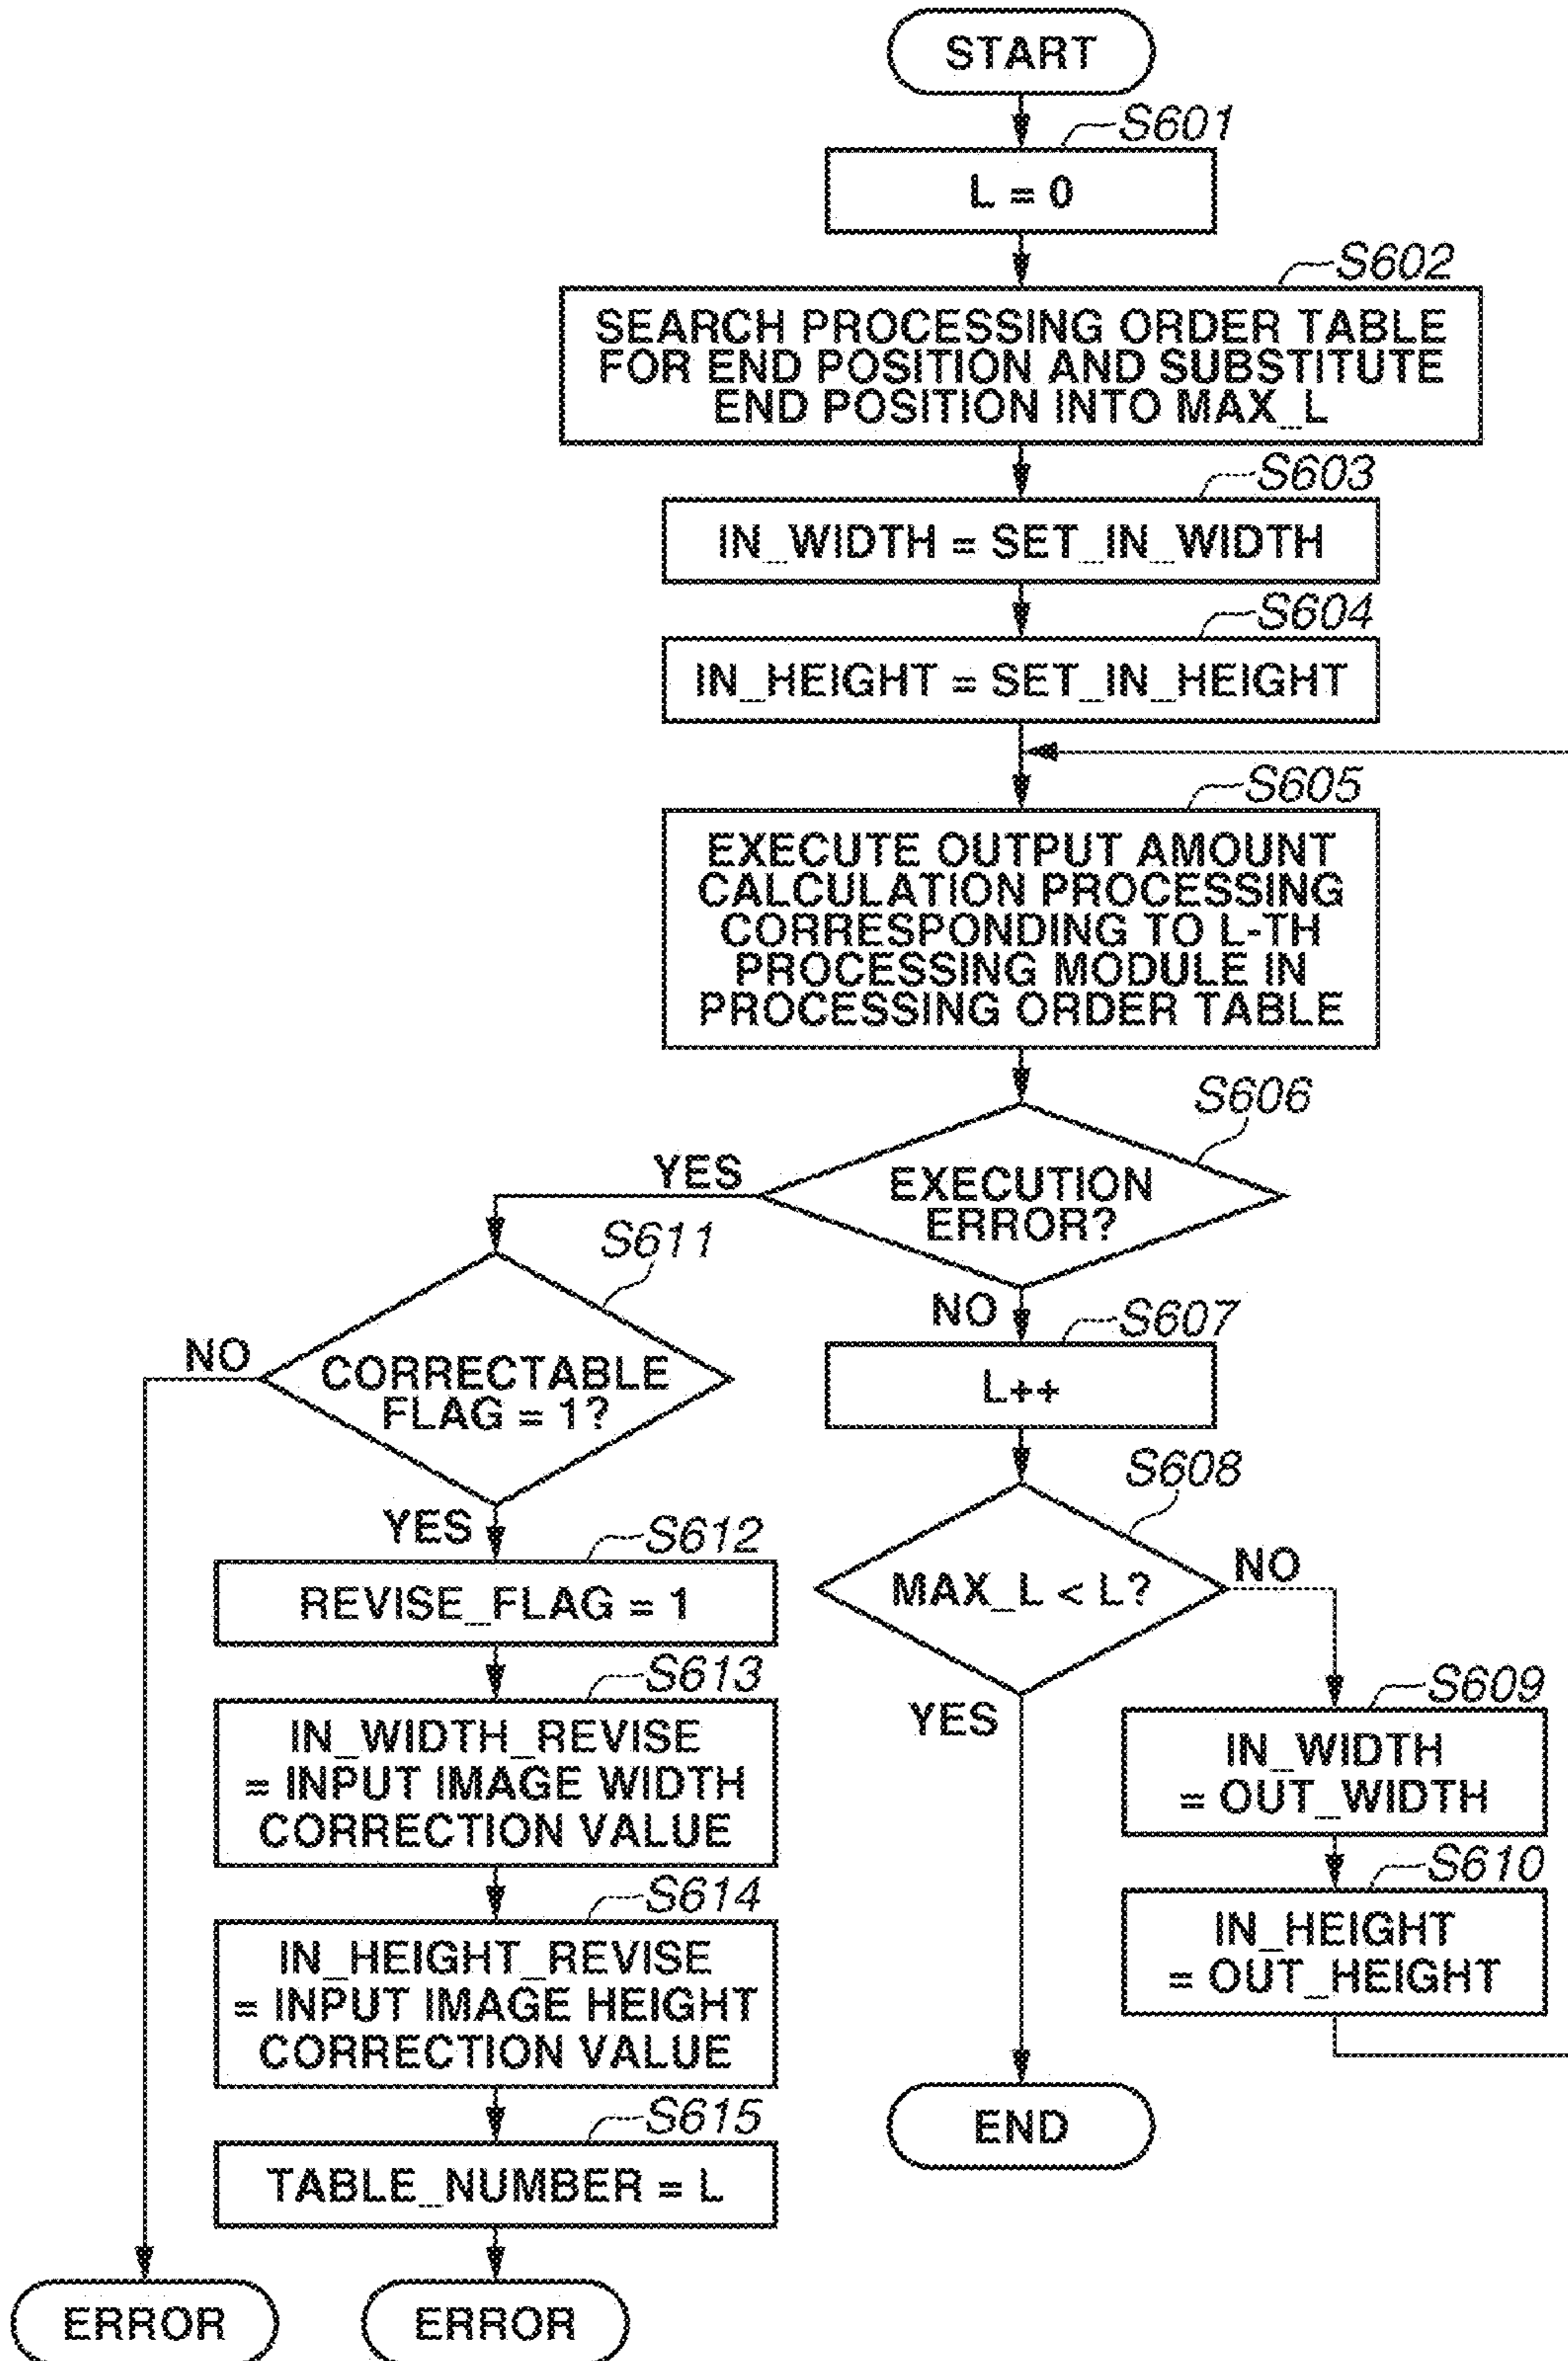 START
S601
L = 0
S602
SEARCH PROCESSING ORDER TABLE
FOR END POSITION AND SUBSTITUTE
END POSITION INTO MAX_L
S603
IN_WIDTH = SET_IN_WIDTH
S604
IN_HEIGHT = SET_IN_HEIGHT
S605
EXECUTE OUTPUT AMOUNT
CALCULATION PROCESSING
CORRESPONDING TO L-TH
PROCESSING MODULE IN
PROCESSING ORDER TABLE
S606
EXECUTION
ERROR?
YES
NO
S611
CORRECTABLE
FLAG = 1?
NO
YES
S607
L++
S608
MAX_L < L?
NO
YES
S612
REVISE_FLAG = 1
S613
IN_WIDTH_REVISE
= INPUT IMAGE WIDTH
CORRECTION VALUE
S614
IN_HEIGHT_REVISE
= INPUT IMAGE HEIGHT
CORRECTION VALUE
S615
TABLE_NUMBER = L
S609
IN_WIDTH
= OUT_WIDTH
S610
IN_HEIGHT
= OUT_HEIGHT
END
ERROR
ERROR